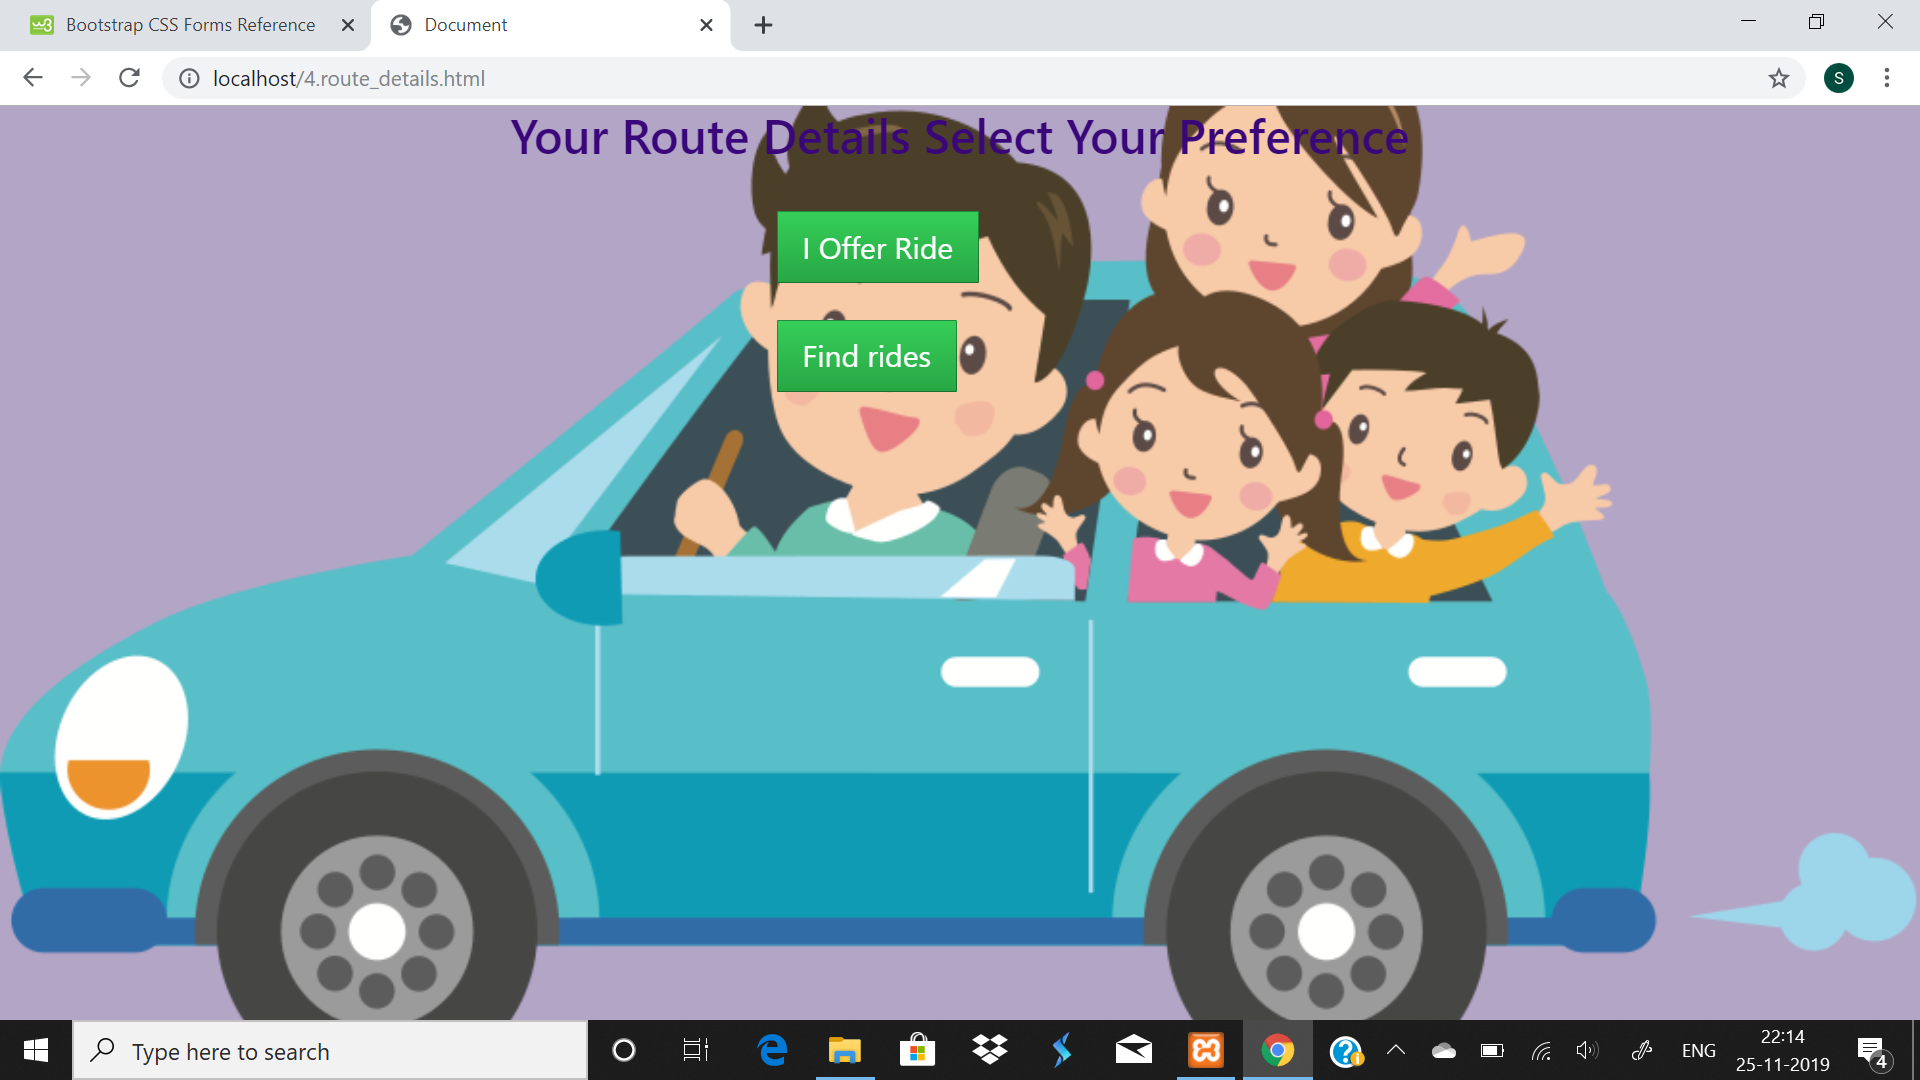 Bootstrap CSS Forms Reference
Document
localhost/4.route_details.html
S
Your Route Details Select Your Preference
I Offer Ride
Find rides
Type here to search
ENG
22:14
25-11-2019
4